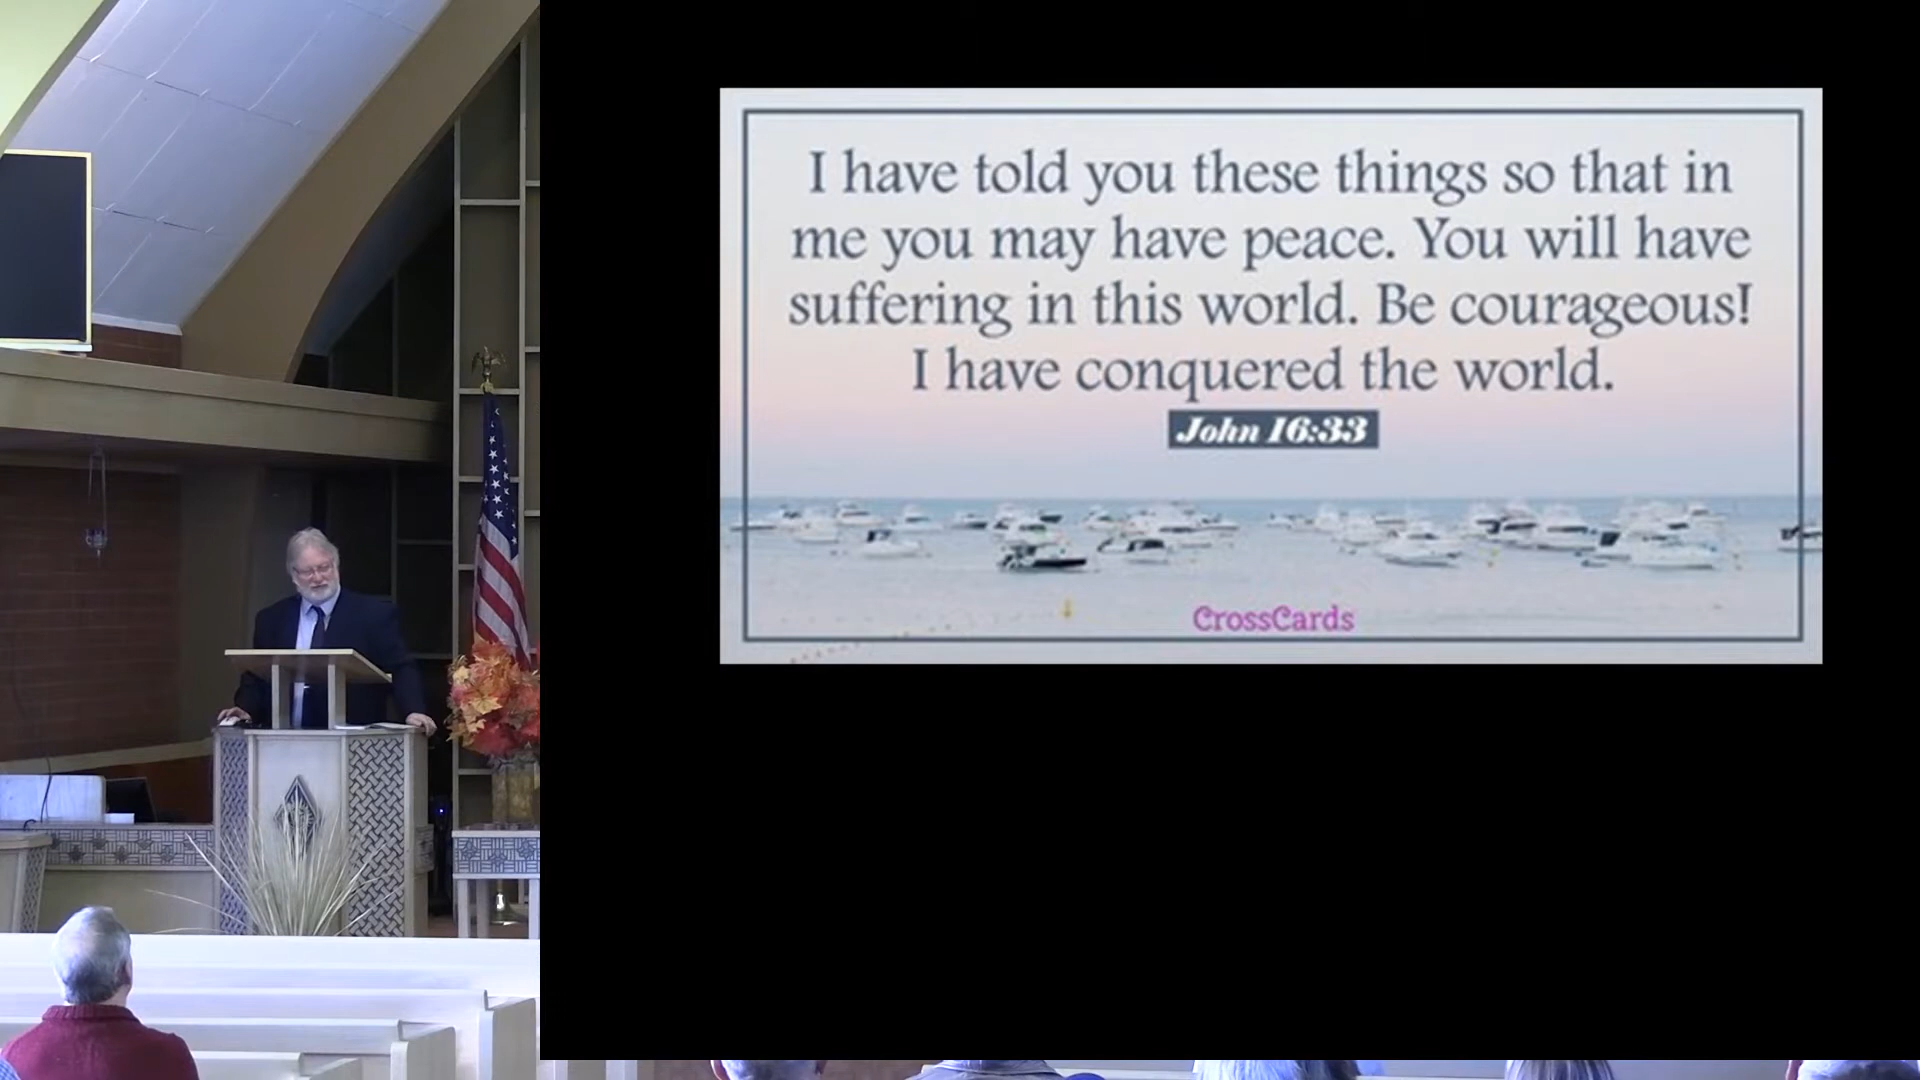 I have told you these things so that in
me you may have peace. You will have
suffering in this world. Be courageous!
I have conquered the world.
John 16:33
CrossCards